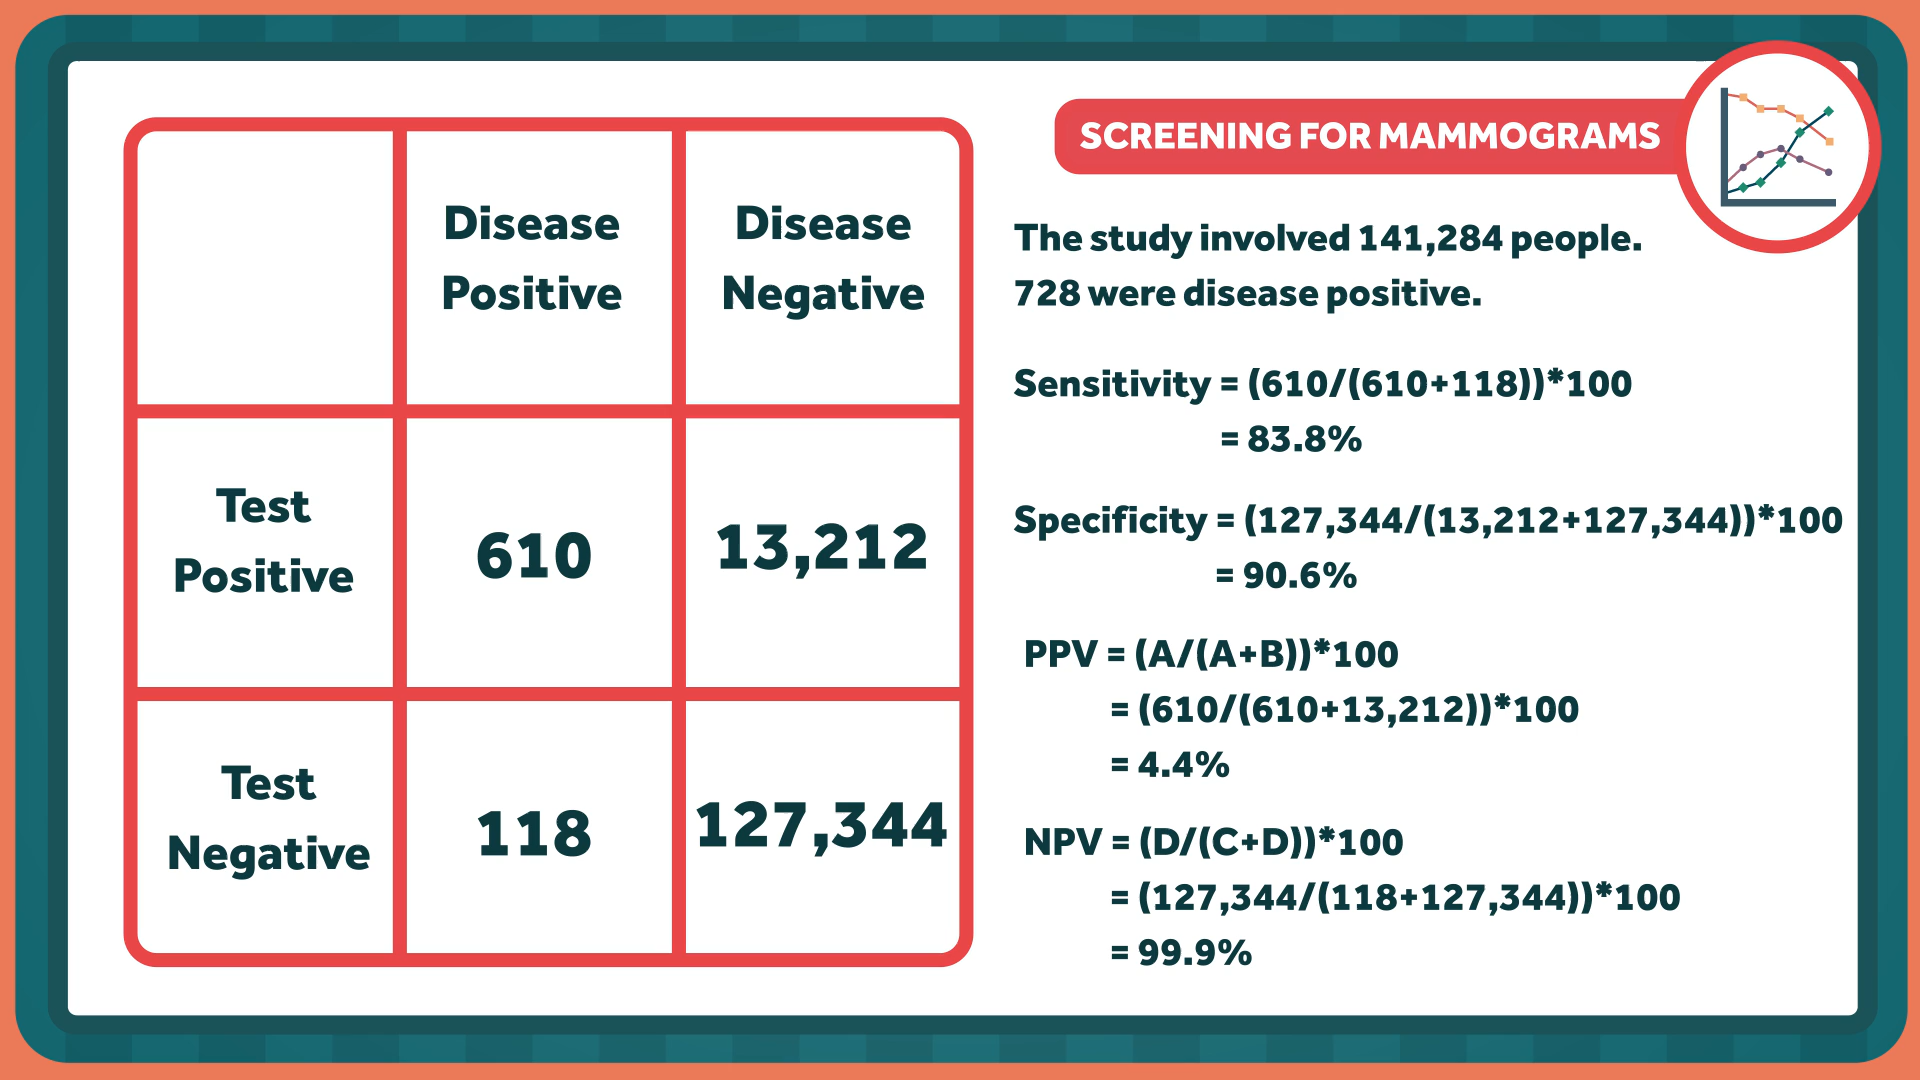 Disease
Positive
Disease
Negative
Test
Positive
610
13,212
Test
Negative
118
127,344
SCREENING FOR MAMMOGRAMS
The study involved 141,284 people.
728 were disease positive.
Sensitivity = (610/(610+118))*100
= 83.8%
Specificity = (127,344/(13,212+127,344))*100
= 90.6%
PPV = (A/(A+B))*100
= (610/(610+13,212))*100
= 4.4%
NPV = (D/(C+D))*100
= (127,344/(118+127,344))*100
= 99.9%